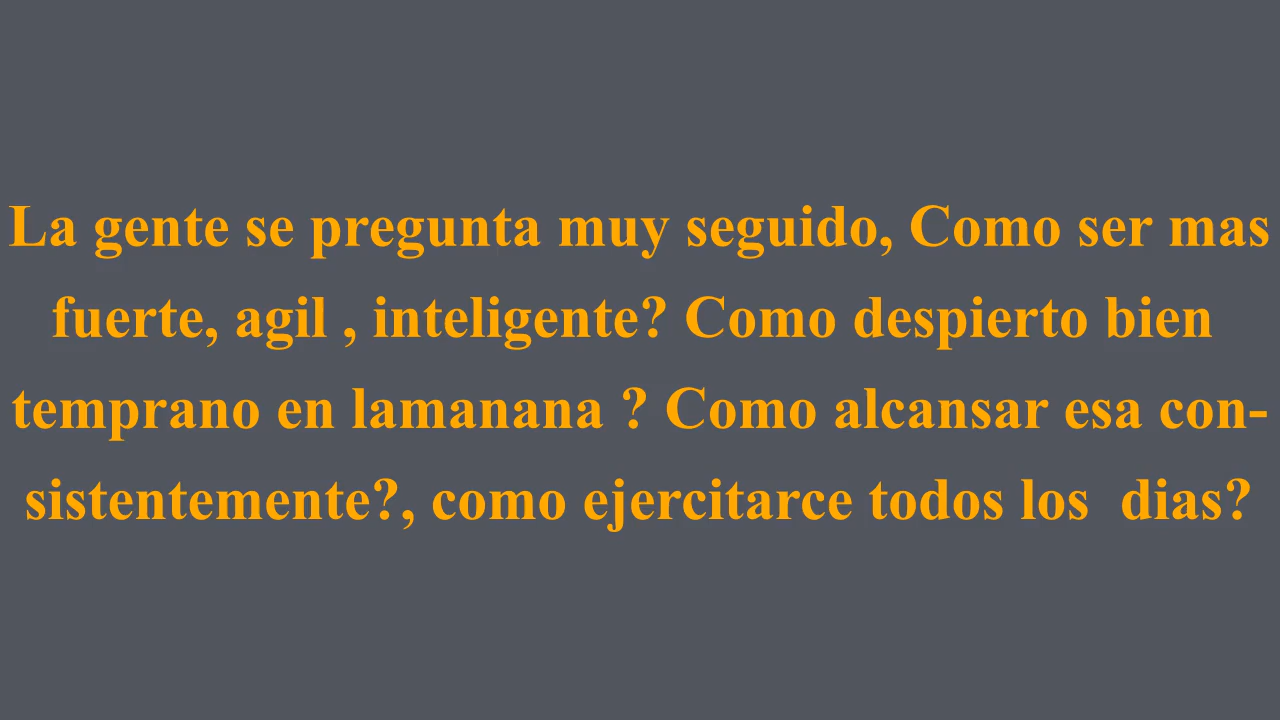 La gente se pregunta muy seguido, Como ser mas
fuerte, agil , inteligente? Como despierto bien
temprano en lamanana ? Como alcansar esa con-
sistentemente?, como ejercitarce todos los  dias?